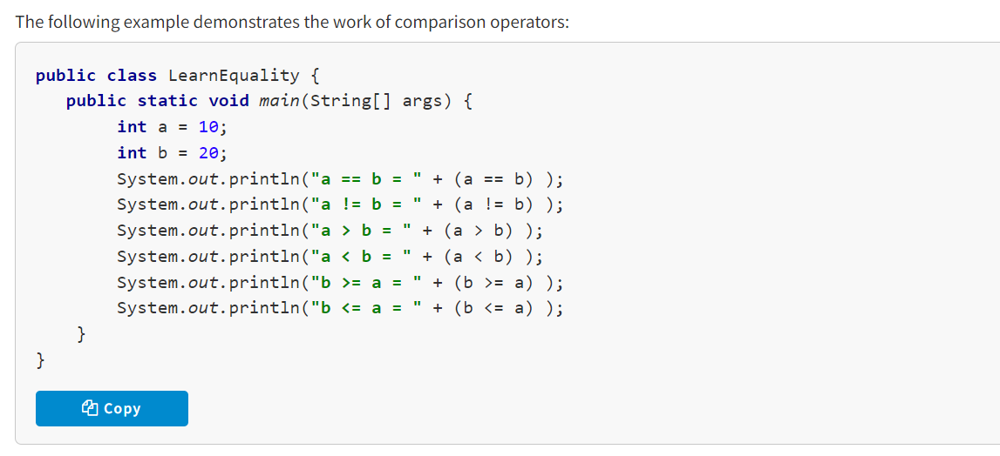 The following example demonstrates the work of comparison operators:
public class LearnEquality {
   public static void main(String[] args) {
        int a = 10;
        int b = 20;
        System.out.println("a == b = " + (a == b) );
        System.out.println("a != b = " + (a != b) );
        System.out.println("a > b = " + (a > b) );
        System.out.println("a < b = " + (a < b) );
        System.out.println("b >= a = " + (b >= a) );
        System.out.println("b <= a = " + (b <= a) );
    }
}
Copy